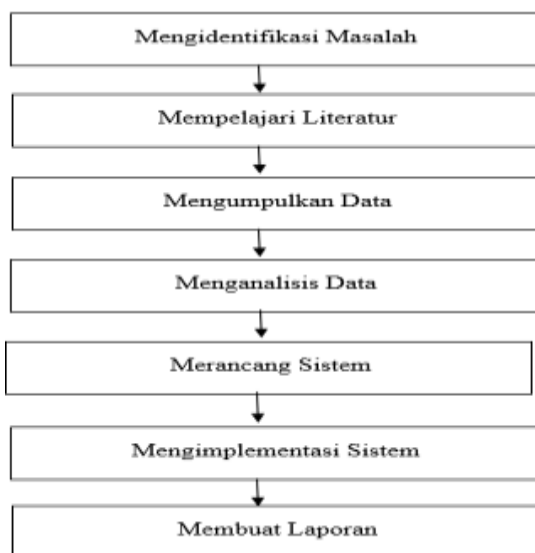 Mengidentifikasi Masalah
Mempelajari Literatur
Mengumpulkan Data
Menganalisis Data
Merancang Sistem
Mengimplementasi Sistem
Membuat Laporan